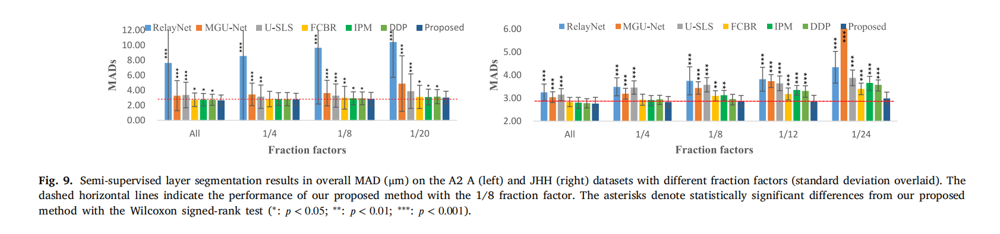 RelayNet MGU-Net U-SLS FCBR IPM DDP Proposed
12.00
10.00
8.00
6.00
4.00
2.00
0.00
MADs
*** *** *** * * *
*** *** **
*** *** *** ** * *
*** *** *** * * *
All 1/4 1/8 1/20
Fraction factors
RelayNet MGU-Net U-SLS FCBR IPM DDP Proposed
6.00
5.00
4.00
3.00
2.00
MADs
*** *** ***
*** *** ***
*** *** *** ** **
*** *** *** *** *** ***
*** *** *** *** *** ***
All 1/4 1/8 1/12 1/24
Fraction factors
Fig. 9. Semi-supervised layer segmentation results in overall MAD (μm) on the A2 A (left) and JHH (right) datasets with different fraction factors (standard deviation overlaid). The
dashed horizontal lines indicate the performance of our proposed method with the 1/8 fraction factor. The asterisks denote statistically significant differences from our proposed
method with the Wilcoxon signed-rank test (*: p < 0.05; **: p < 0.01; ***: p < 0.001).